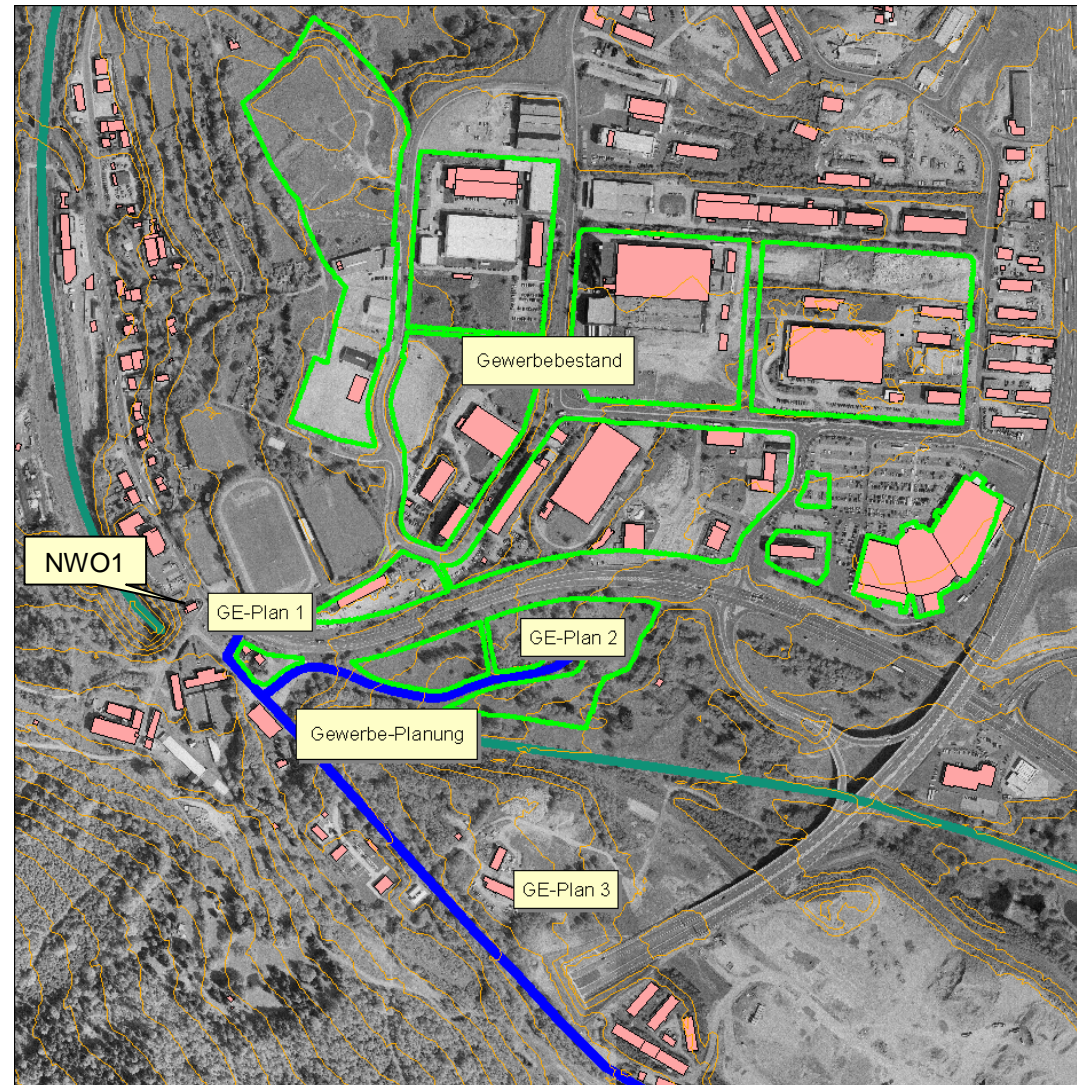 Gewerbebestand
NWO1
GE-Plan 1
GE-Plan 2
Gewerbe-Planung
GE-Plan 3